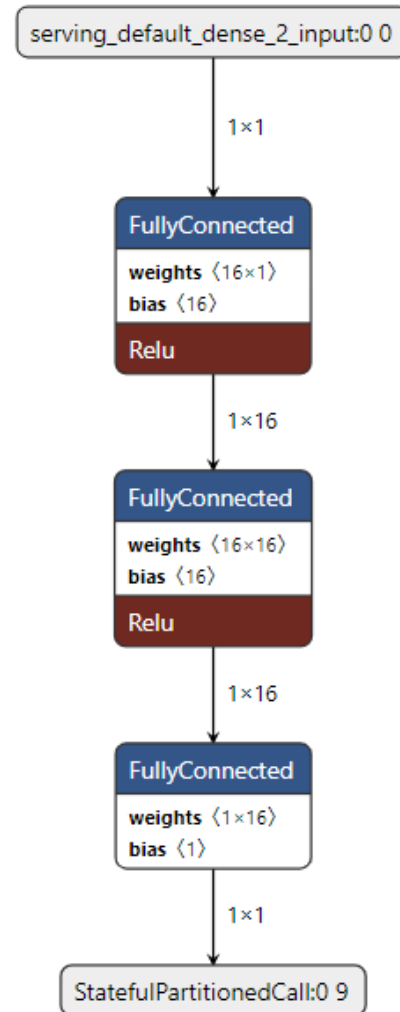 serving_default_dense_2_input:0 0
1×1
FullyConnected
weights 〈16×1〉
bias 〈16〉
Relu
1×16
FullyConnected
weights 〈16×16〉
bias 〈16〉
Relu
1×16
FullyConnected
weights 〈1×16〉
bias 〈1〉
1×1
StatefulPartitionedCall:0 9